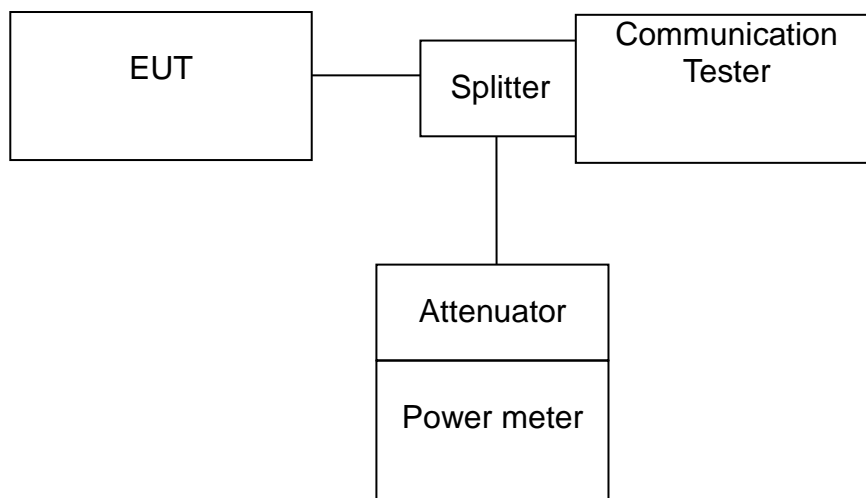 EUT
Splitter
Communication
Tester
Attenuator
Power meter